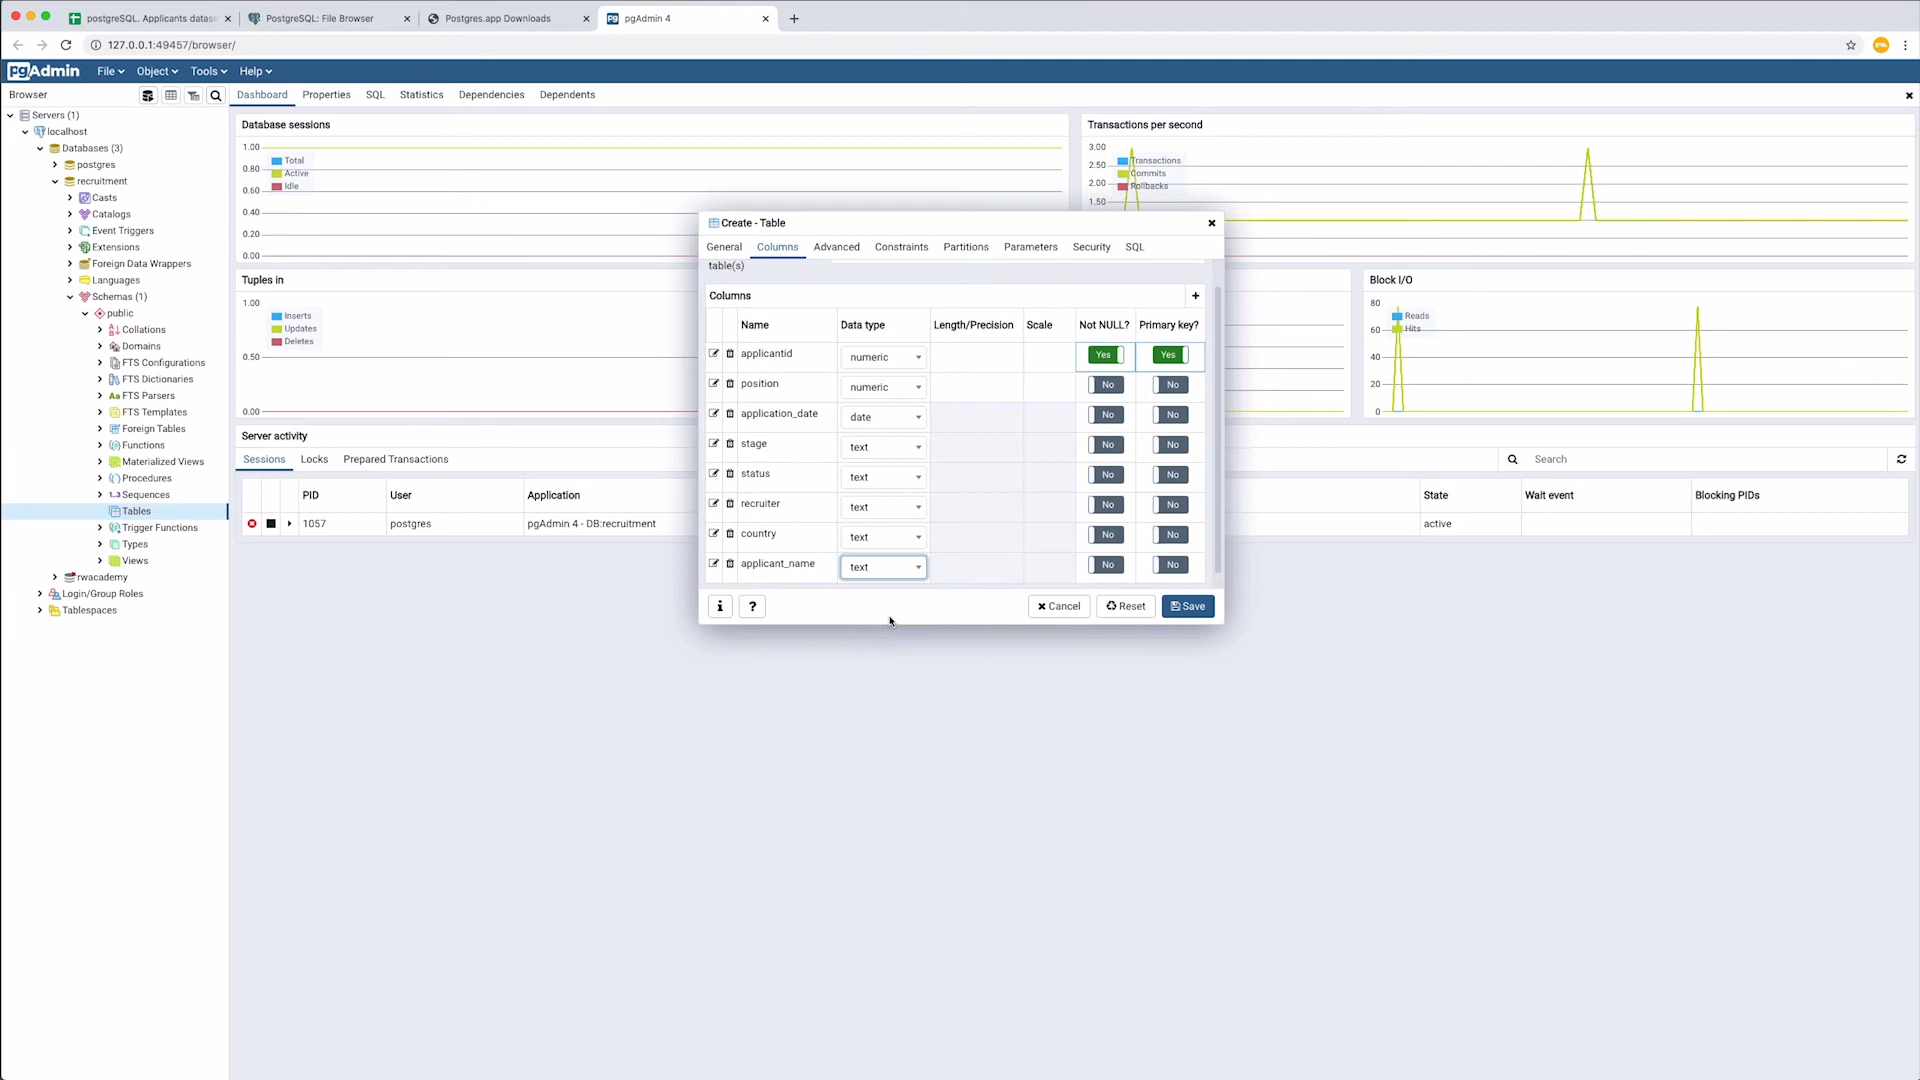 postgreSQL. Applicants datase
PostgreSQL: File Browser
Postgres.app Downloads
pgAdmin 4
127.0.0.1:49457/browser/
pgAdmin
File
Object
Tools
Help
Browser
Dashboard
Properties
SQL
Statistics
Dependencies
Dependents
Servers (1)
localhost
Databases (3)
postgres
recruitment
Casts
Catalogs
Event Triggers
Extensions
Foreign Data Wrappers
Languages
Schemas (1)
public
Collations
Domains
FTS Configurations
FTS Dictionaries
Aa FTS Parsers
FTS Templates
Foreign Tables
Functions
Materialized Views
Procedures
1..3 Sequences
Tables
Trigger Functions
Types
Views
rwacademy
Login/Group Roles
Tablespaces
Database sessions
1.00
0.80
0.60
0.40
0.20
0.00
Total
Active
Idle
Transactions per second
3.00
2.50
2.00
1.50
Transactions
Commits
Rollbacks
Tuples in
1.00
0.50
0.00
Inserts
Updates
Deletes
Block I/O
80
60
40
20
0
Reads
Hits
Server activity
Sessions
Locks
Prepared Transactions
Search
PID
User
Application
State
Wait event
Blocking PIDs
1057
postgres
pgAdmin 4 - DB:recruitment
active
Create - Table
General
Columns
Advanced
Constraints
Partitions
Parameters
Security
SQL
table(s)
Columns
+
Name
Data type
Length/Precision
Scale
Not NULL?
Primary key?
applicantid
numeric
Yes
Yes
position
numeric
No
No
application_date
date
No
No
stage
text
No
No
status
text
No
No
recruiter
text
No
No
country
text
No
No
applicant_name
text
No
No
i
?
Cancel
Reset
Save